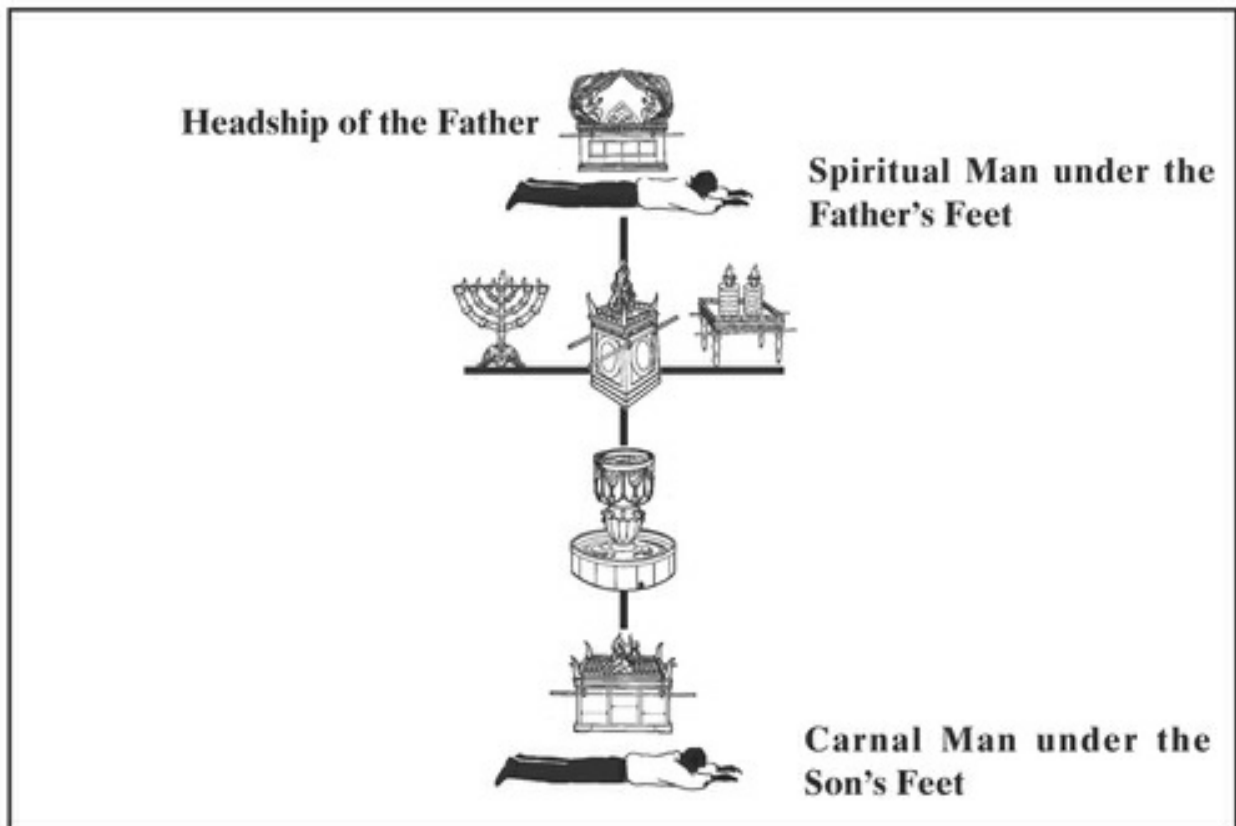 Headship of the Father
Spiritual Man under the
Father's Feet
Carnal Man under the
Son's Feet